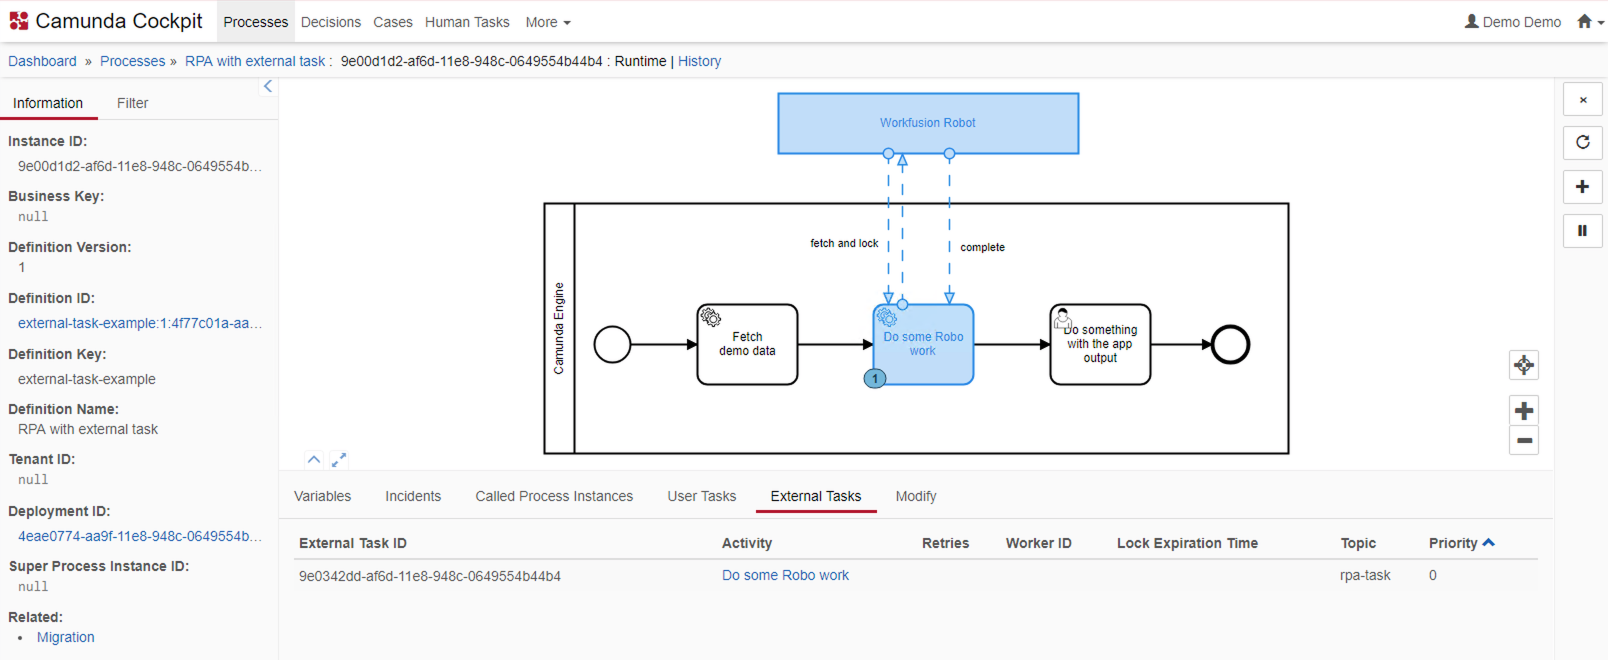 Camunda Cockpit Processes Decisions Cases Human Tasks More Demo Demo
Dashboard » Processes » RPA with external task : 9e00d1d2-af6d-11e8-948c-0649554b44b4 : Runtime | History
Information Filter
Instance ID:
9e00d1d2-af6d-11e8-948c-0649554b...
Business Key:
null
Definition Version:
1
Definition ID:
external-task-example:1:4f77c01a-aa...
Definition Key:
external-task-example
Definition Name:
RPA with external task
Tenant ID:
null
Deployment ID:
4eae0774-aa9f-11e8-948c-0649554b...
Super Process Instance ID:
null
Related:
• Migration
Workfusion Robot
fetch and lock
complete
Camunda Engine
Fetch
demo data
Do some Robo
work
1
Do something
with the app
output
Variables Incidents Called Process Instances User Tasks External Tasks Modify
External Task ID Activity Retries Worker ID Lock Expiration Time Topic Priority
9e0342dd-af6d-11e8-948c-0649554b44b4 Do some Robo work rpa-task 0